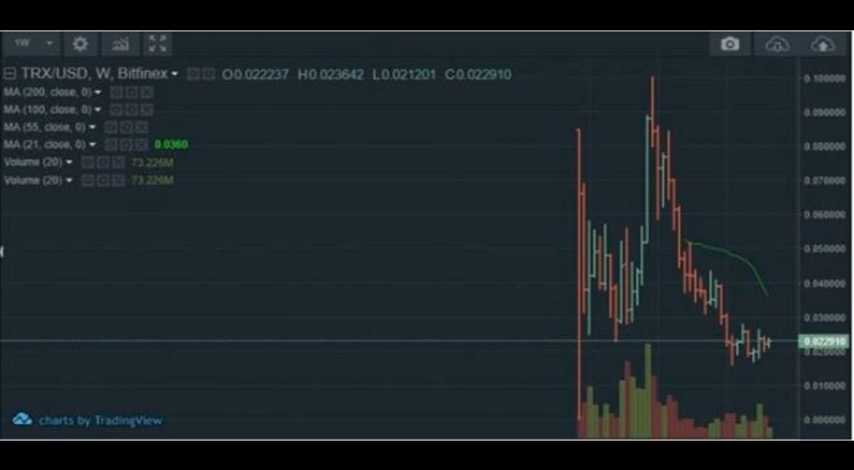 1W
TRX/USD, W, Bitfinex O0.022237 H0.023642 L0.021201 C0.022910
MA (200, close, 0)
MA (100, close, 0)
MA (55, close, 0)
MA (21, close, 0) 0.0360
Volume (20) 73.226M
Volume (20) 73.226M
0.100000
0.090000
0.080000
0.070000
0.060000
0.050000
0.040000
0.030000
0.022910
0.020000
0.010000
0.000000
charts by TradingView